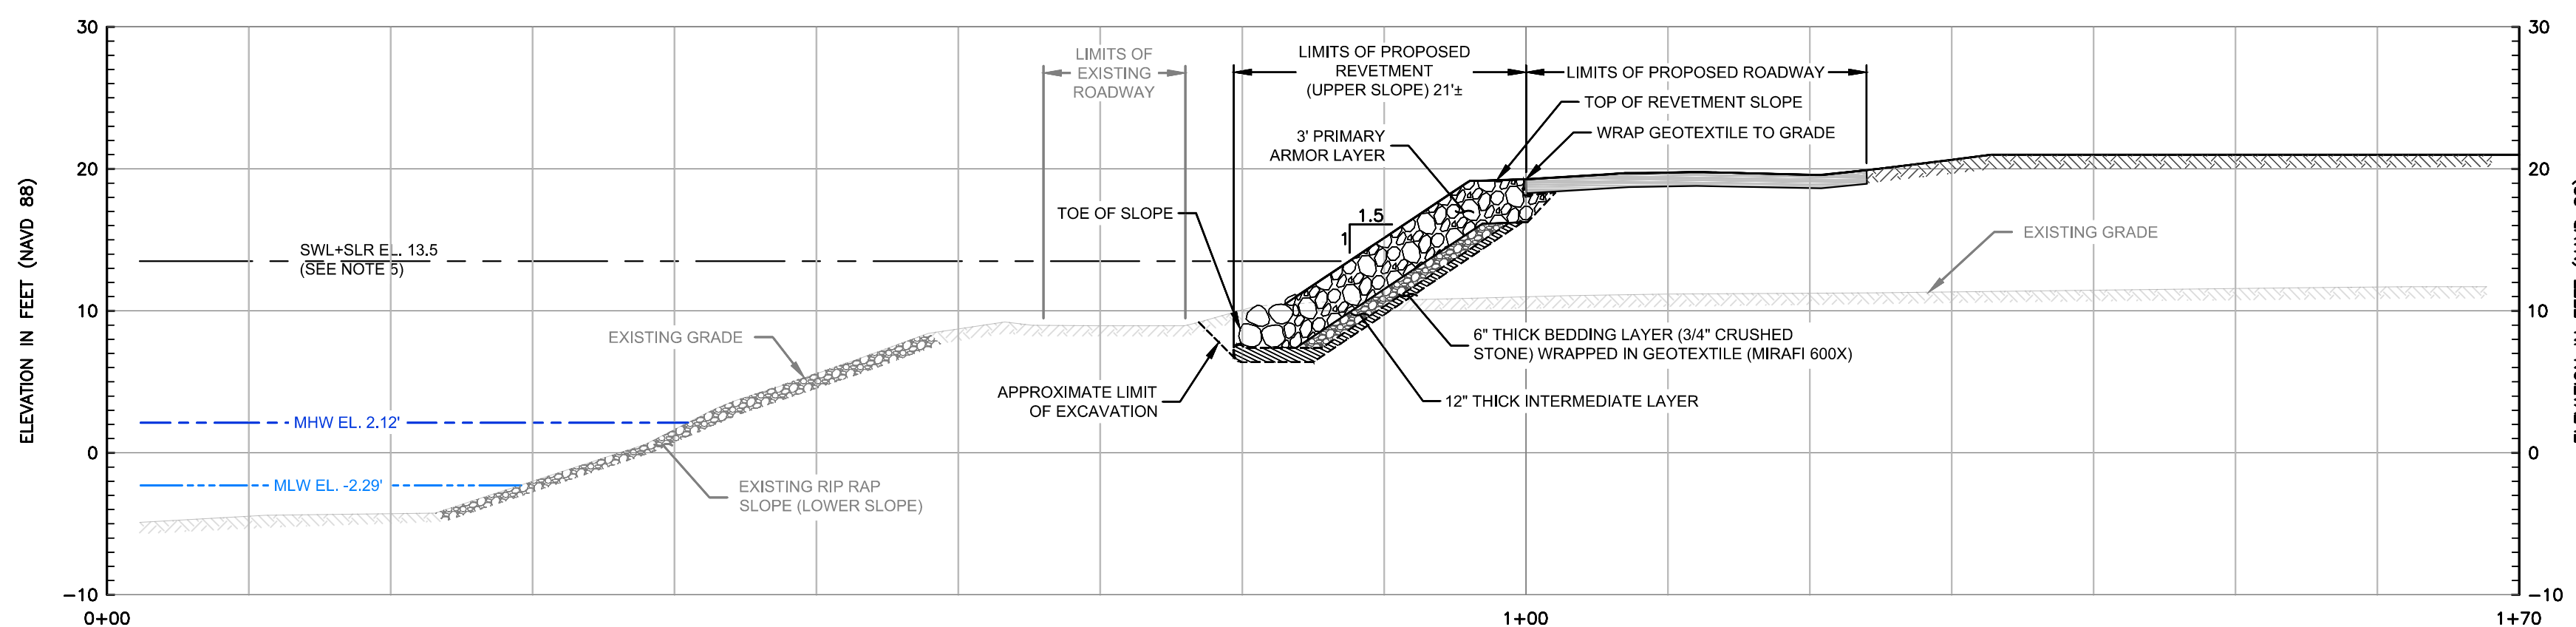 30
20
10
0
-10
ELEVATION IN FEET (NAVD 88)
0+00
1+00
1+70
30
20
10
0
-10
LIMITS OF
EXISTING
ROADWAY
LIMITS OF PROPOSED
REVETMENT
(UPPER SLOPE) 21'±
LIMITS OF PROPOSED ROADWAY
TOP OF REVETMENT SLOPE
WRAP GEOTEXTILE TO GRADE
3' PRIMARY
ARMOR LAYER
TOE OF SLOPE
1.5
1
SWL+SLR EL. 13.5
(SEE NOTE 5)
EXISTING GRADE
EXISTING GRADE
6" THICK BEDDING LAYER (3/4" CRUSHED
STONE) WRAPPED IN GEOTEXTILE (MIRAFI 600X)
APPROXIMATE LIMIT
OF EXCAVATION
12" THICK INTERMEDIATE LAYER
MHW EL. 2.12'
MLW EL. -2.29'
EXISTING RIP RAP
SLOPE (LOWER SLOPE)